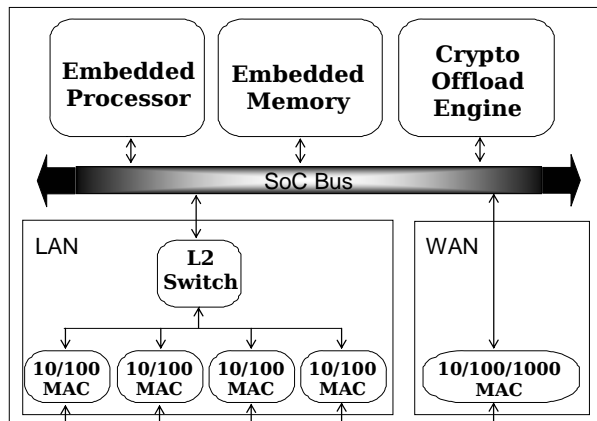 Embedded
Processor
Embedded
Memory
Crypto
Offload
Engine
SoC Bus
LAN
L2
Switch
10/100
MAC
10/100
MAC
10/100
MAC
10/100
MAC
WAN
10/100/1000
MAC